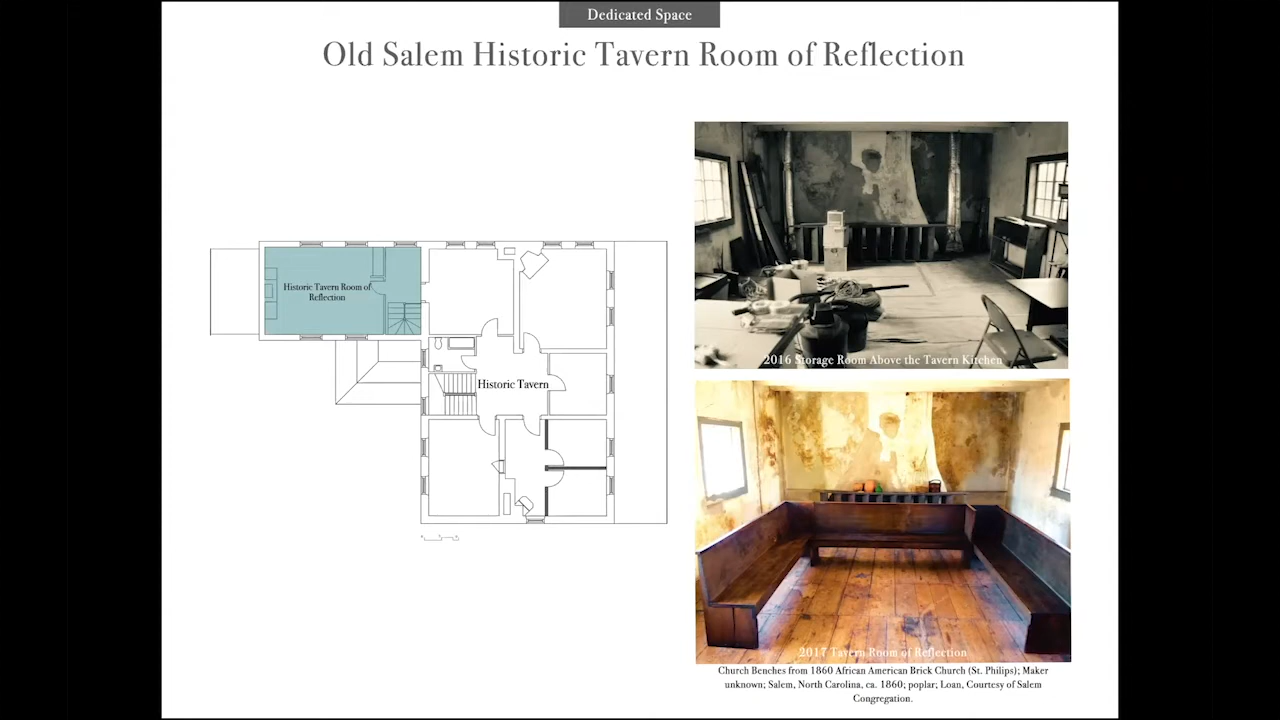 Dedicated Space
Old Salem Historic Tavern Room of Reflection
Historic Tavern Room of
Reflection
Historic Tavern
2016 Storage Room Above the Tavern Kitchen
2017 Tavern Room of Reflection
Church Benches from 1860 African American Brick Church (St. Philips); Maker
unknown; Salem, North Carolina, ca. 1860; poplar; Loan, Courtesy of Salem
Congregation.